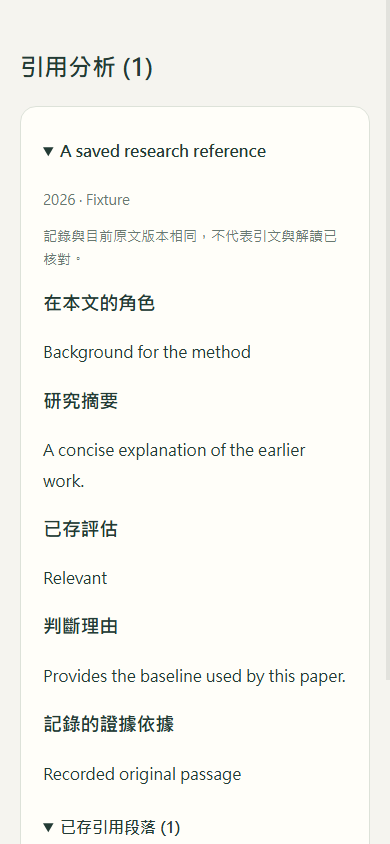 引用分析 (1)
▼ A saved research reference
2026 · Fixture
記錄與目前原文版本相同，不代表引文與解讀已
核對。
在本文的角色
Background for the method
研究摘要
A concise explanation of the earlier
work.
已存評估
Relevant
判斷理由
Provides the baseline used by this paper.
記錄的證據依據
Recorded original passage
▼ 已存引用段落 (1)